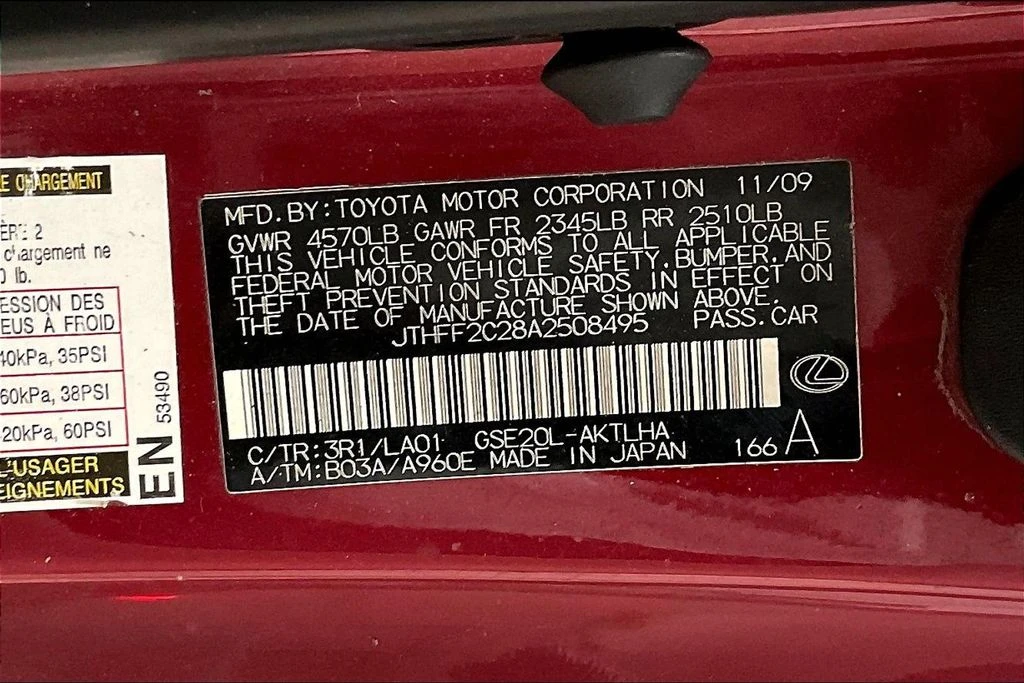 E CHARGEMENT
2
chargement ne
lb.
ESSION DES
EUS À FROID
40kPa, 35PSI
60kPa, 38PSI
20kPa, 60PSI
L'USAGER
EIGNEMENTS
EN
53490
MFD.BY:TOYOTA MOTOR CORPORATION 11/09
GVWR 4570LB GAWR FR 2345LB RR 2510LB
THIS VEHICLE CONFORMS TO ALL APPLICABLE
FEDERAL MOTOR VEHICLE SAFETY,BUMPER,AND
THEFT PREVENTION STANDARDS IN EFFECT ON
THE DATE OF MANUFACTURE SHOWN ABOVE.
JTHFF2C28A2508495 PASS.CAR
C/TR:3R1/LA01 GSE20L-AKTLHA
A/TM:B03A/A960E MADE IN JAPAN 166 A